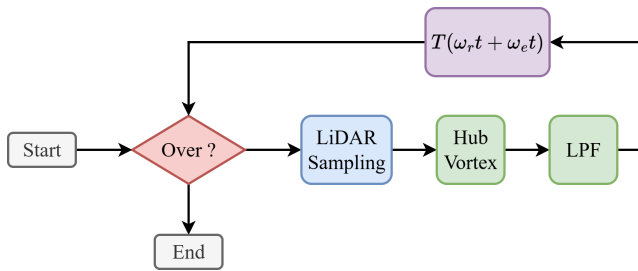 T(ω_r t + ω_e t)
Start
Over ?
LiDAR
Sampling
Hub
Vortex
LPF
End